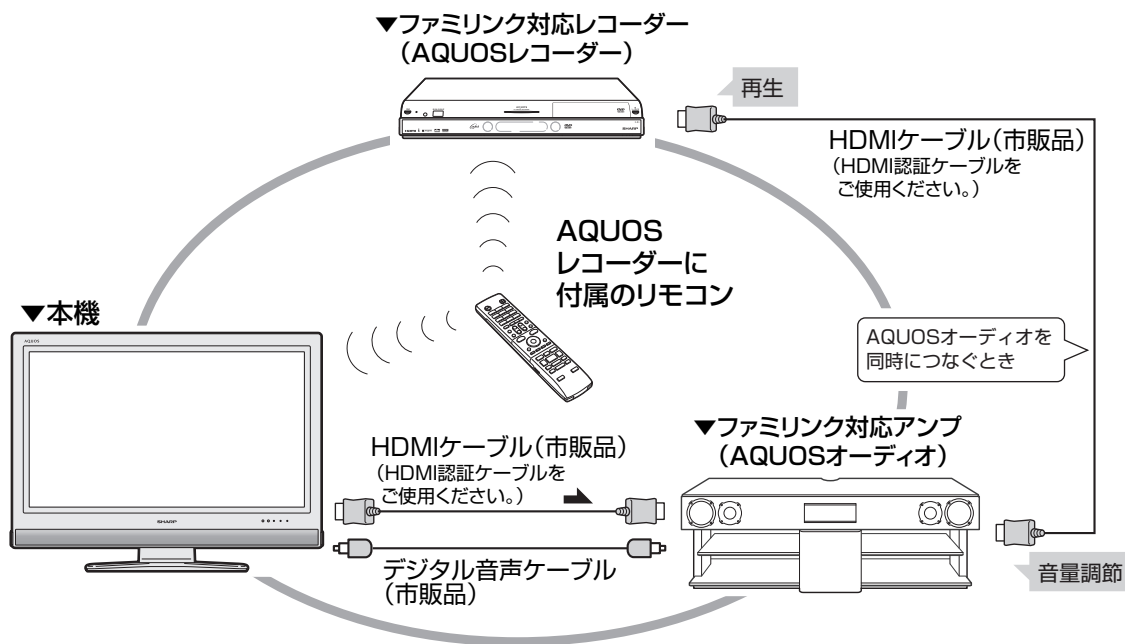 ▼ファミリンク対応レコーダー
（AQUOSレコーダー）
再生
SHARP
HDMIケーブル（市販品）
（HDMI認証ケーブルを
ご使用ください。）
AQUOS
レコーダーに
付属のリモコン
▼本機
AQUOS
AQUOSオーディオを
同時につなぐとき
▼ファミリンク対応アンプ
（AQUOSオーディオ）
HDMIケーブル（市販品）
（HDMI認証ケーブルを
ご使用ください。）
SHARP
デジタル音声ケーブル
（市販品）
音量調節